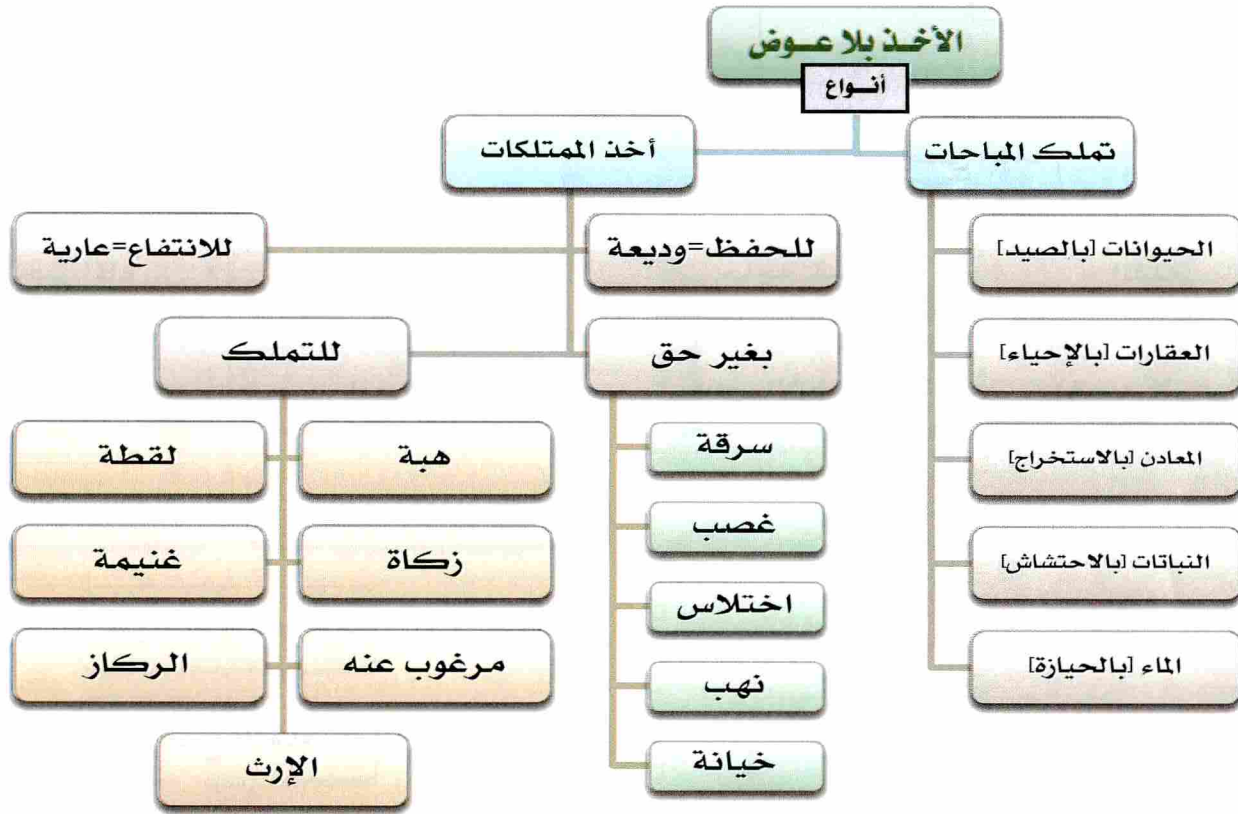 الأخذ بلا عوض
أنواع
تملك المباحات
أخذ الممتلكات
الحيوانات [بالصيد]
للحفظ=وديعة
للانتفاع=عارية
العقارات [بالإحياء]
بغير حق
للتملك
المعادن [بالاستخراج]
سرقة
هبة
لقطة
النباتات [بالاحتشاش]
غصب
زكاة
غنيمة
الماء [بالحيازة]
اختلاس
مرغوب عنه
الركاز
نهب
الإرث
خيانة